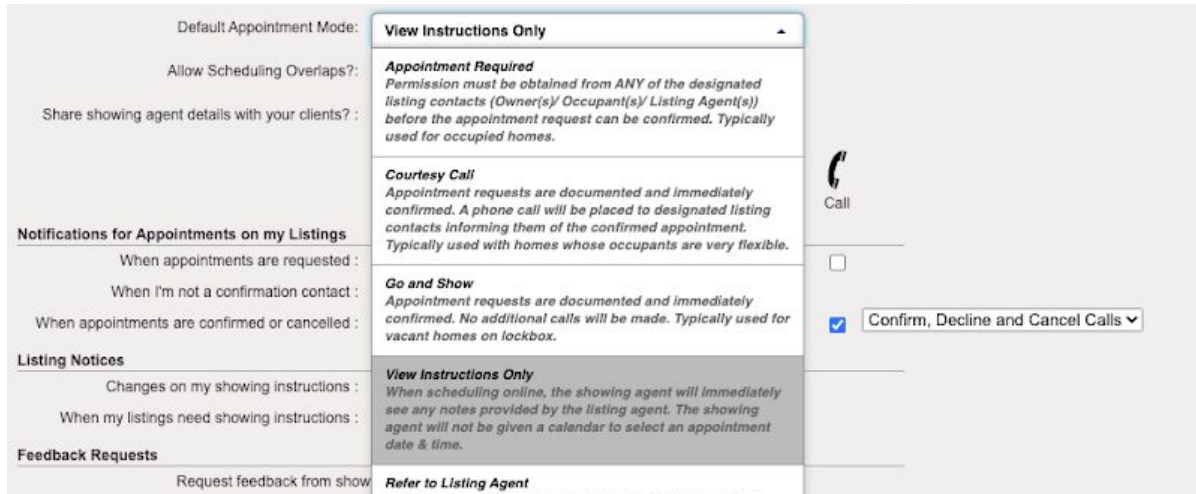 Default Appointment Mode:
View Instructions Only
Allow Scheduling Overlaps?:
Share showing agent details with your clients? :
Appointment Required
Permission must be obtained from ANY of the designated
listing contacts (Owner(s)/ Occupant(s)/ Listing Agent(s))
before the appointment request can be confirmed. Typically
used for occupied homes.
Courtesy Call
Appointment requests are documented and immediately
confirmed. A phone call will be placed to designated listing
contacts informing them of the confirmed appointment.
Typically used with homes whose occupants are very flexible.
Call
Notifications for Appointments on my Listings
When appointments are requested :
When I'm not a confirmation contact :
When appointments are confirmed or cancelled :
Go and Show
Appointment requests are documented and immediately
confirmed. No additional calls will be made. Typically used for
vacant homes on lockbox.
Confirm, Decline and Cancel Calls
Listing Notices
Changes on my showing instructions :
When my listings need showing instructions :
View Instructions Only
When scheduling online, the showing agent will immediately
see any notes provided by the listing agent. The showing
agent will not be given a calendar to select an appointment
date & time.
Feedback Requests
Request feedback from show
Refer to Listing Agent